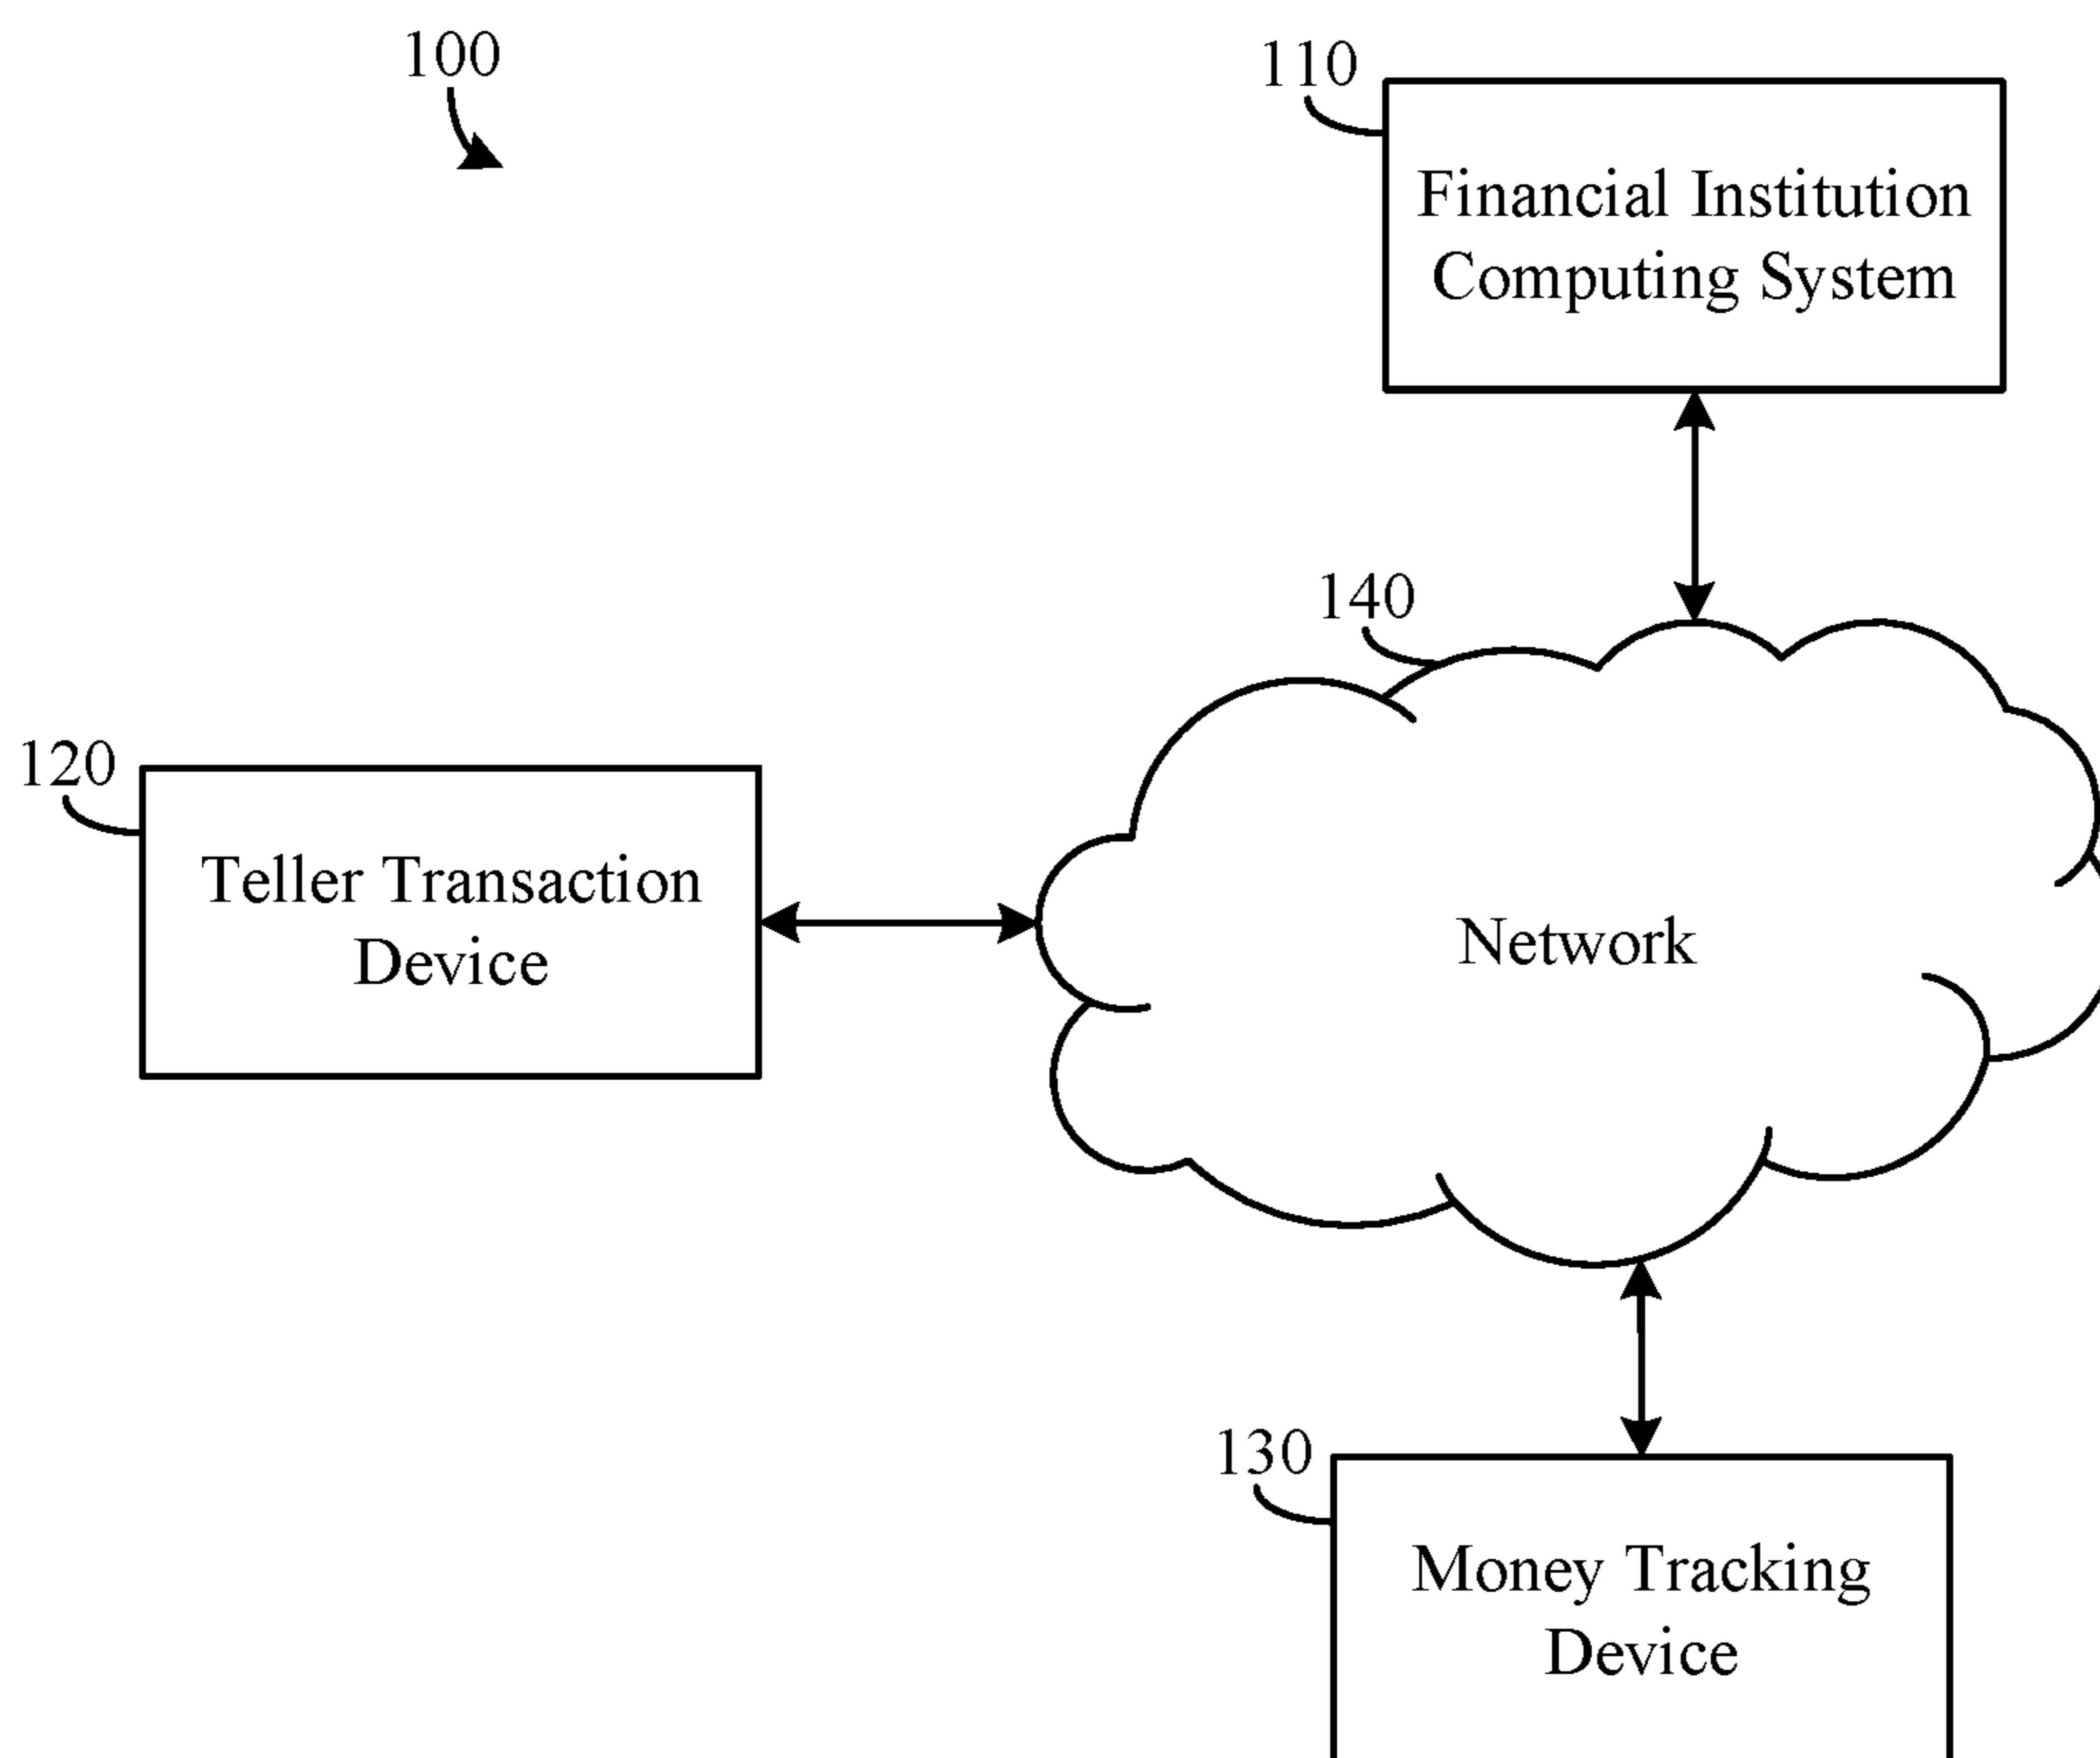 100
110
Financial Institution
Computing System
140
120
Teller Transaction
Device
Network
130
Money Tracking
Device